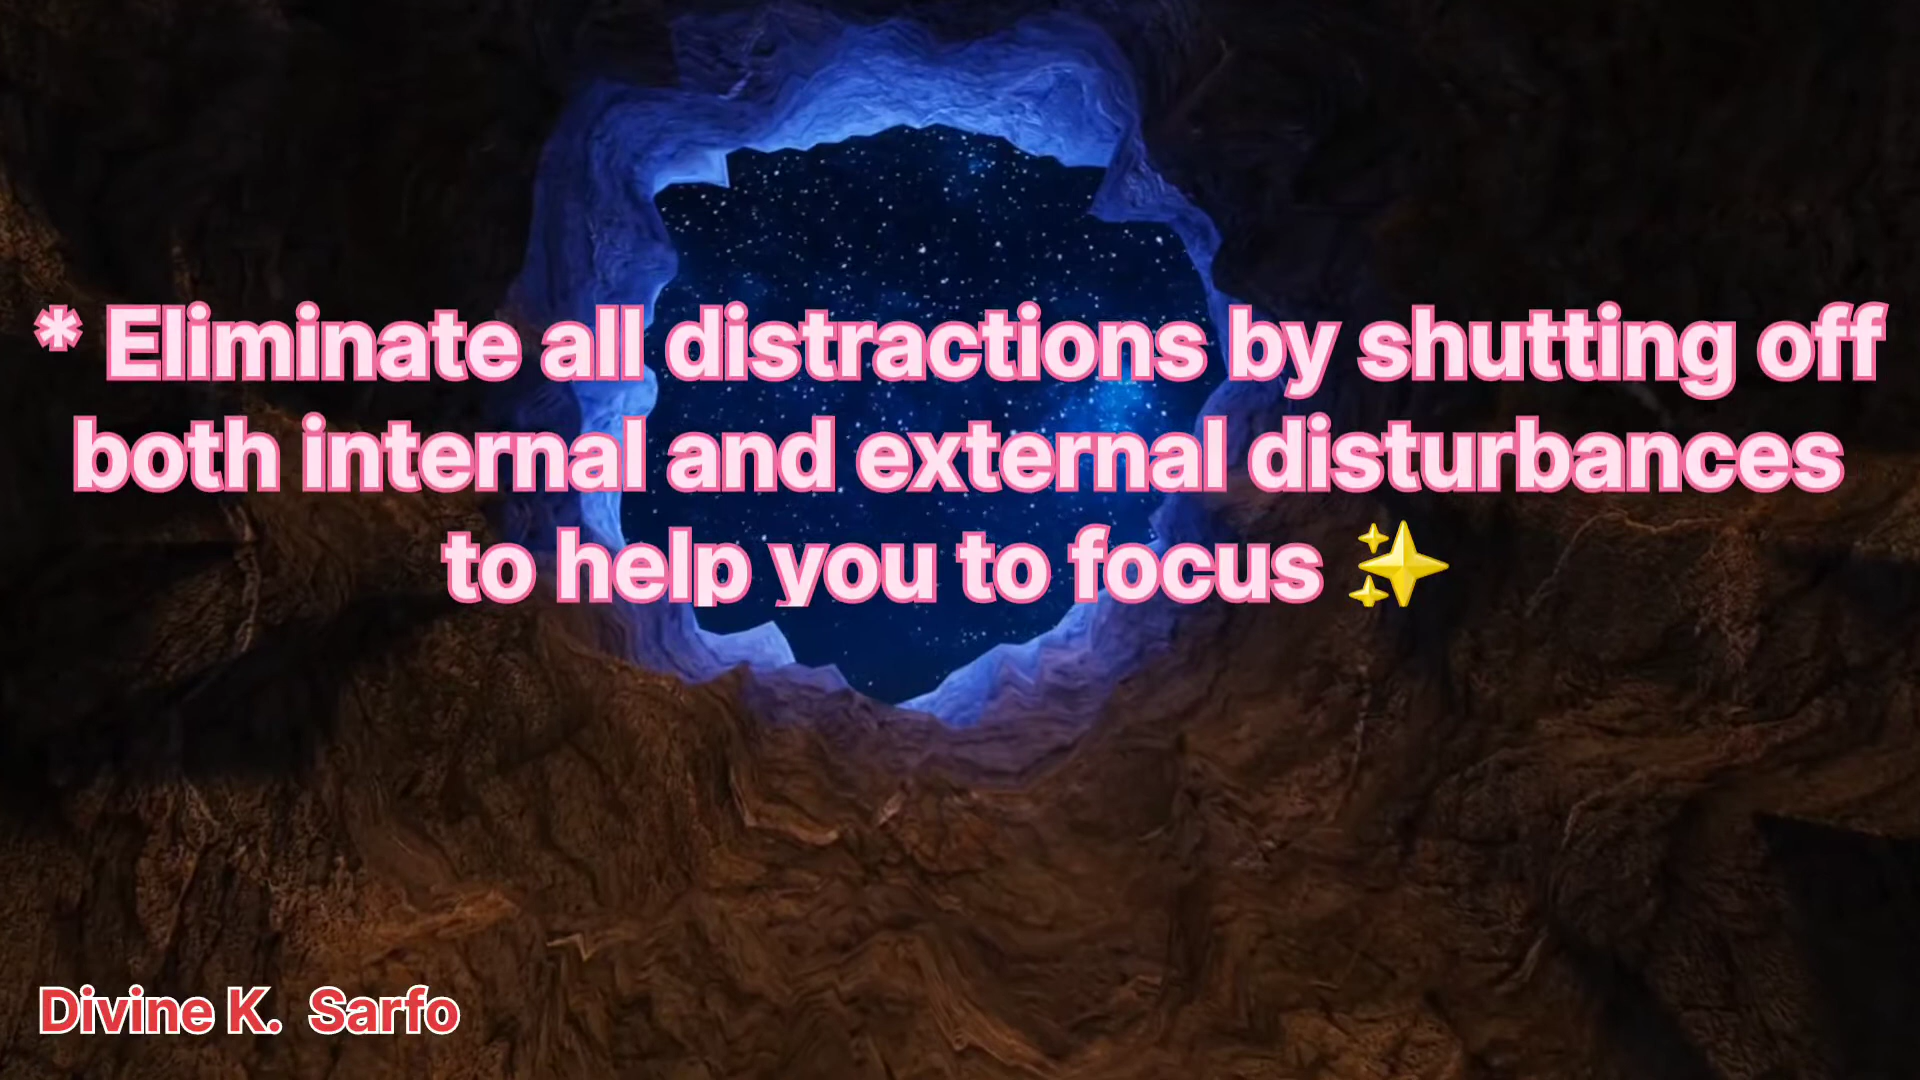 * Eliminate all distractions by shutting off
both internal and external disturbances
to help you to focus ✨
Divine K. Sarfo